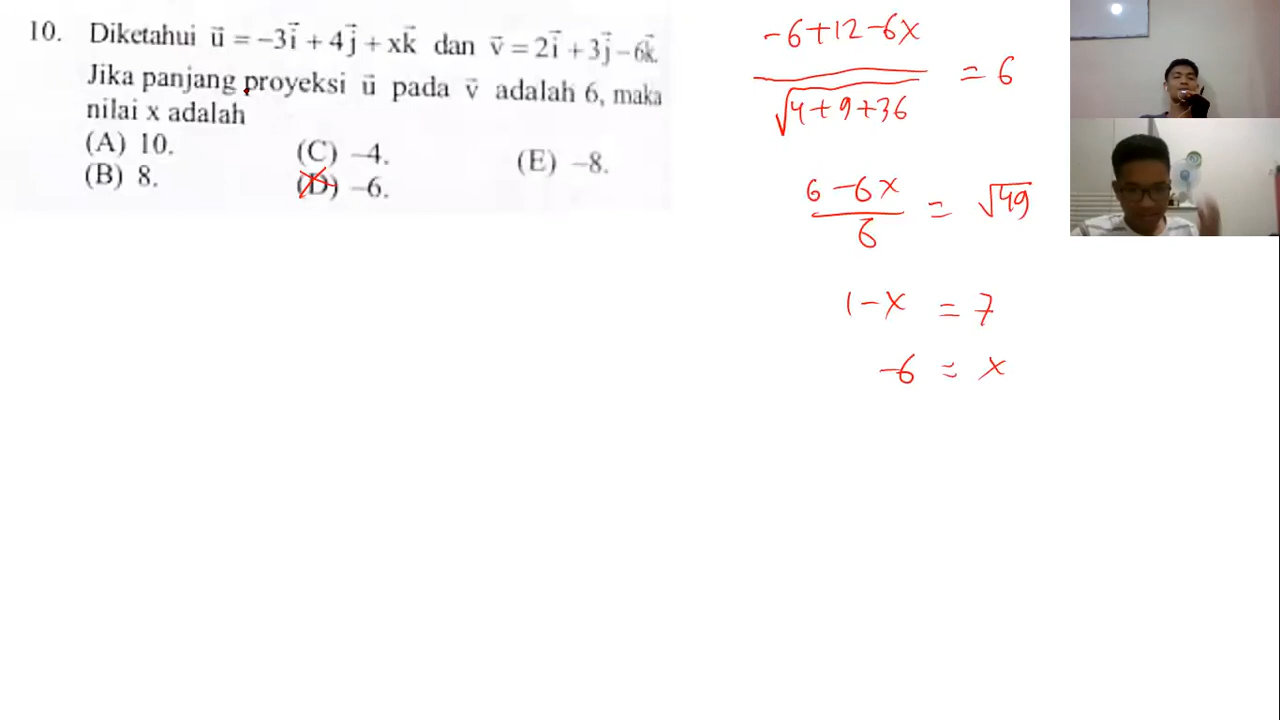 10. Diketahui u⃗ = −3i⃗ + 4j⃗ + xk⃗ dan v⃗ = 2i⃗ + 3j⃗ − 6k⃗.
Jika panjang proyeksi u⃗ pada v⃗ adalah 6, maka
nilai x adalah
(A) 10. (C) −4. (E) −8.
(B) 8. (D) −6.
-6+12-6x
= 6
√4+9+36
6-6x
= √49
6
1-x = 7
-6 = x